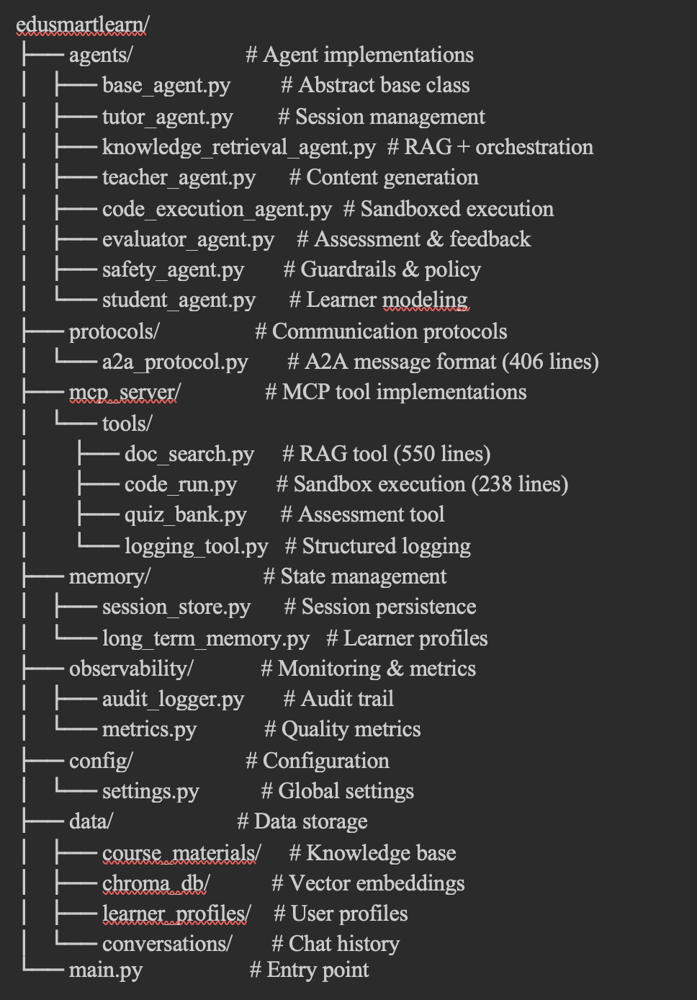 edusmartlearn/
├── agents/ # Agent implementations
│ ├── base_agent.py # Abstract base class
│ ├── tutor_agent.py # Session management
│ ├── knowledge_retrieval_agent.py # RAG + orchestration
│ ├── teacher_agent.py # Content generation
│ ├── code_execution_agent.py # Sandboxed execution
│ ├── evaluator_agent.py # Assessment & feedback
│ ├── safety_agent.py # Guardrails & policy
│ └── student_agent.py # Learner modeling
├── protocols/ # Communication protocols
│ └── a2a_protocol.py # A2A message format (406 lines)
├── mcp_server/ # MCP tool implementations
│ └── tools/
│ ├── doc_search.py # RAG tool (550 lines)
│ ├── code_run.py # Sandbox execution (238 lines)
│ ├── quiz_bank.py # Assessment tool
│ └── logging_tool.py # Structured logging
├── memory/ # State management
│ ├── session_store.py # Session persistence
│ └── long_term_memory.py # Learner profiles
├── observability/ # Monitoring & metrics
│ ├── audit_logger.py # Audit trail
│ └── metrics.py # Quality metrics
├── config/ # Configuration
│ └── settings.py # Global settings
├── data/ # Data storage
│ ├── course_materials/ # Knowledge base
│ ├── chroma_db/ # Vector embeddings
│ ├── learner_profiles/ # User profiles
│ └── conversations/ # Chat history
└── main.py # Entry point